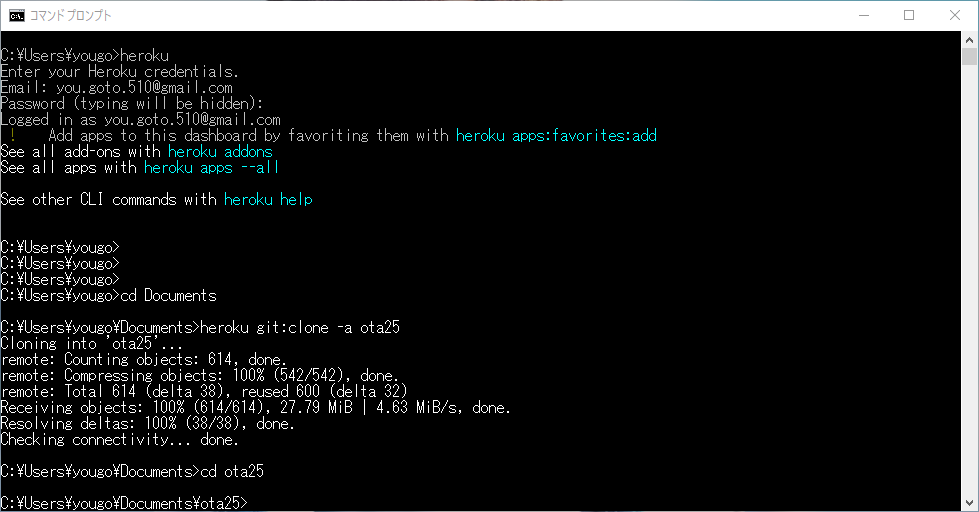 コマンドプロンプト
C:¥Users¥yougo>heroku
Enter your Heroku credentials.
Email: you.goto.510@gmail.com
Password (typing will be hidden):
Logged in as you.goto.510@gmail.com
!    Add apps to this dashboard by favoriting them with heroku apps:favorites:add
See all add-ons with heroku addons
See all apps with heroku apps --all
See other CLI commands with heroku help
C:¥Users¥yougo>
C:¥Users¥yougo>
C:¥Users¥yougo>
C:¥Users¥yougo>cd Documents
C:¥Users¥yougo¥Documents>heroku git:clone -a ota25
Cloning into 'ota25'...
remote: Counting objects: 614, done.
remote: Compressing objects: 100% (542/542), done.
remote: Total 614 (delta 38), reused 600 (delta 32)
Receiving objects: 100% (614/614), 27.79 MiB | 4.63 MiB/s, done.
Resolving deltas: 100% (38/38), done.
Checking connectivity... done.
C:¥Users¥yougo¥Documents>cd ota25
C:¥Users¥yougo¥Documents¥ota25>